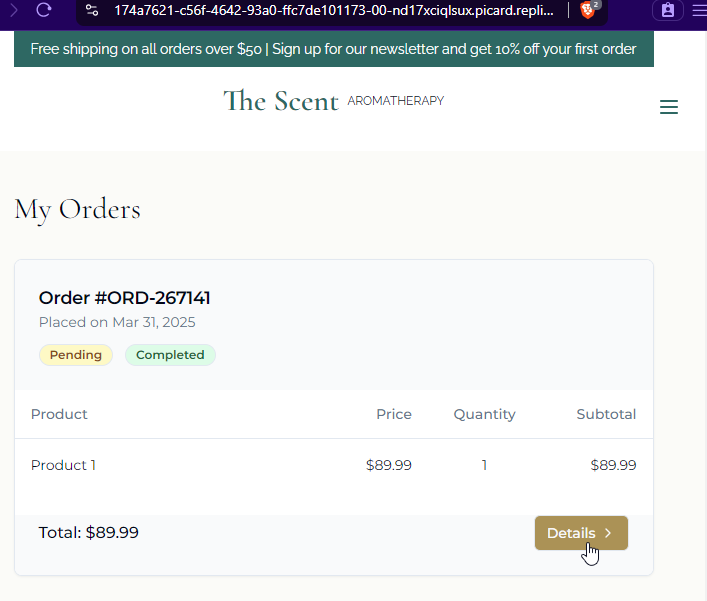 174a7621-c56f-4642-93a0-ffc7de101173-00-nd17xciqlsux.picard.repli...
2
Free shipping on all orders over $50 | Sign up for our newsletter and get 10% off your first order
The Scent AROMATHERAPY
My Orders
Order #ORD-267141
Placed on Mar 31, 2025
Pending Completed
Product Price Quantity Subtotal
Product 1 $89.99 1 $89.99
Total: $89.99 Details